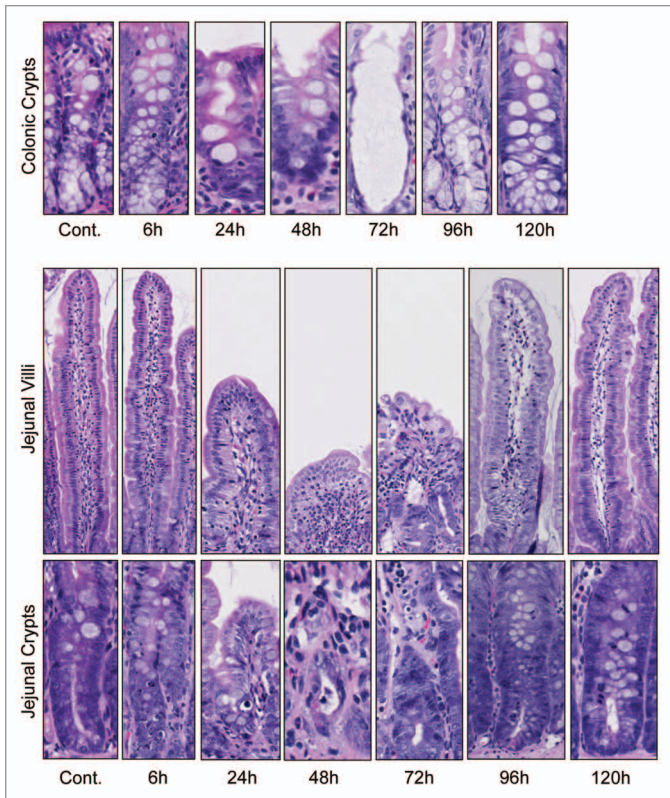 Colonic Crypts
Cont. 6h 24h 48h 72h 96h 120h
Jejunal Villi
Jejunal Crypts
Cont. 6h 24h 48h 72h 96h 120h